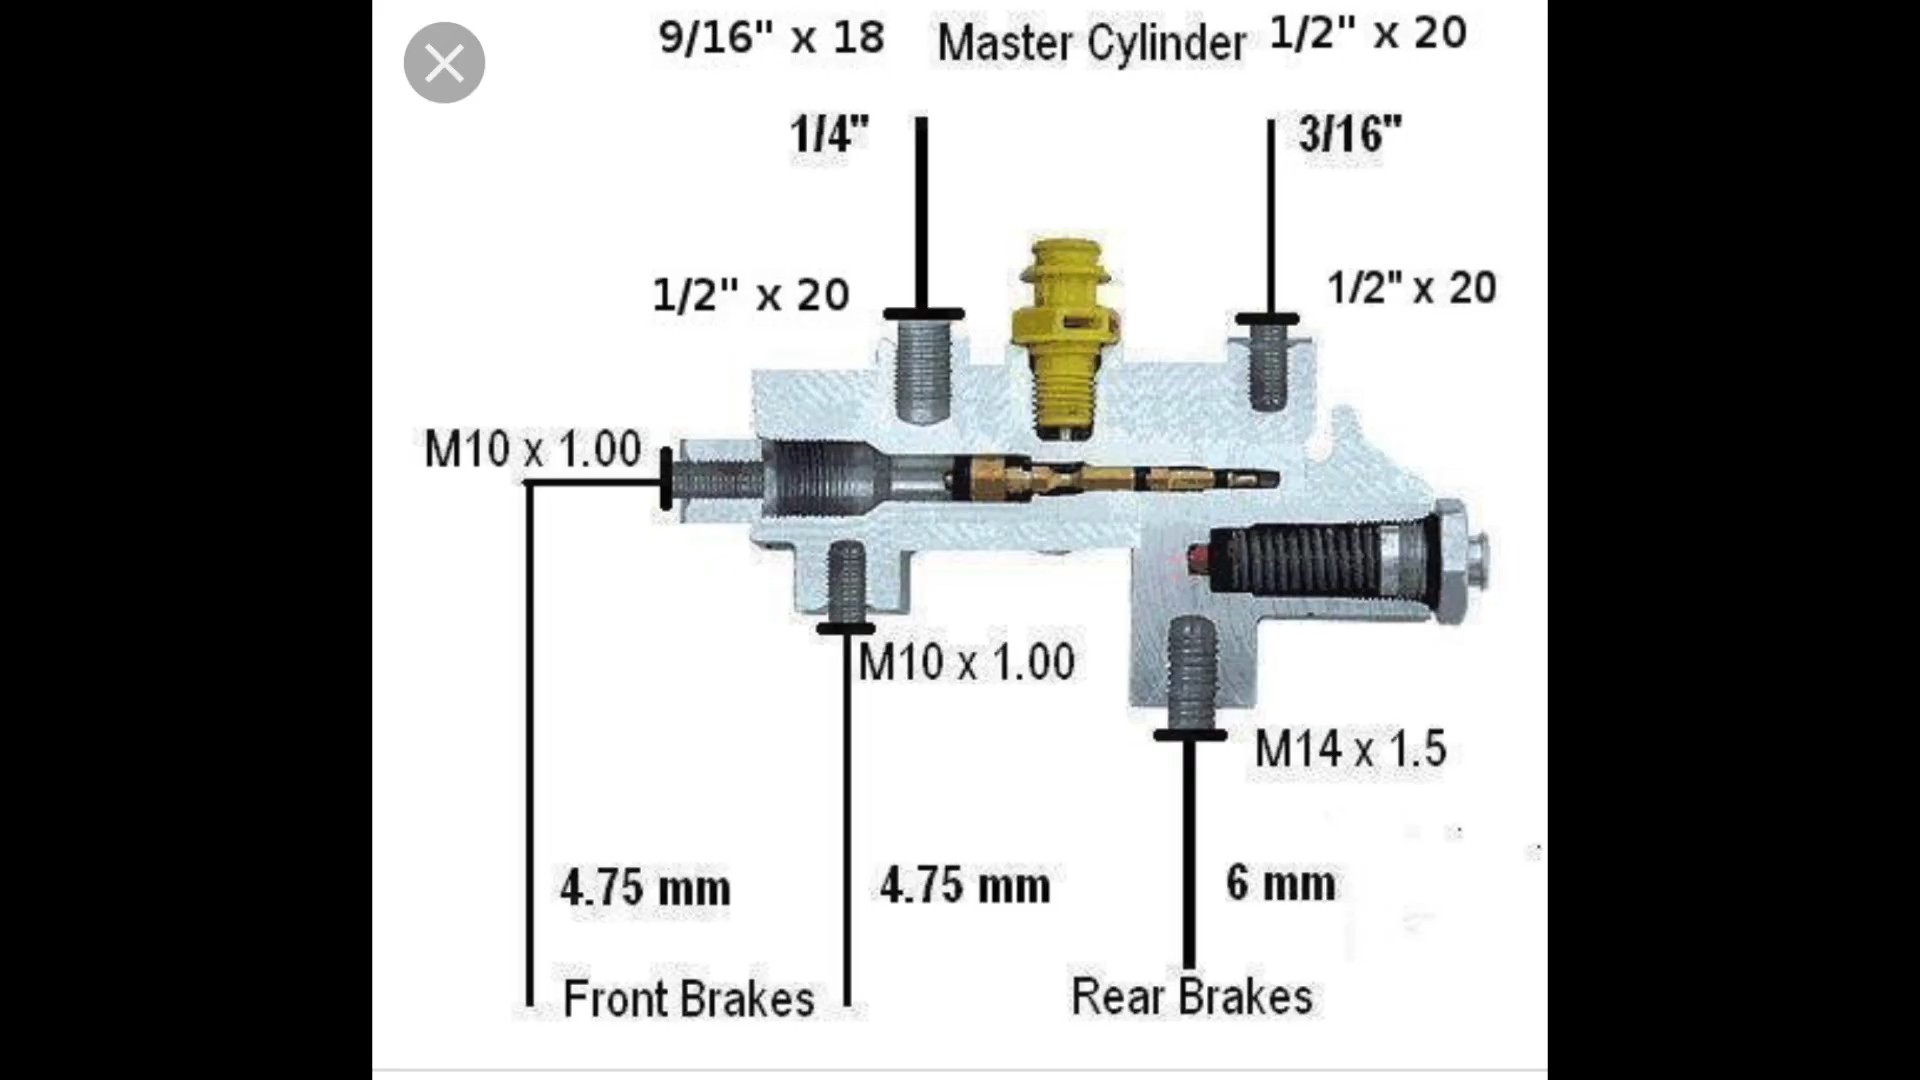 9/16" x 18 Master Cylinder 1/2" x 20
1/4" 3/16"
1/2" x 20 1/2" x 20
M10 x 1.00
M10 x 1.00
M14 x 1.5
4.75 mm 4.75 mm 6 mm
Front Brakes Rear Brakes